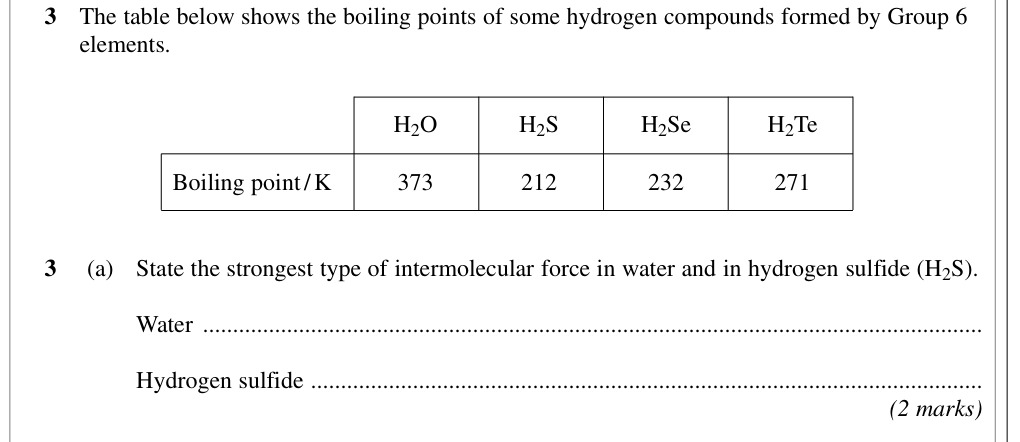 3 The table below shows the boiling points of some hydrogen compounds formed by Group 6
elements.
H₂O H₂S H₂Se H₂Te
Boiling point / K 373 212 232 271
3 (a) State the strongest type of intermolecular force in water and in hydrogen sulfide (H₂S).
Water ..........................................................................................................................
Hydrogen sulfide ..........................................................................................................
(2 marks)